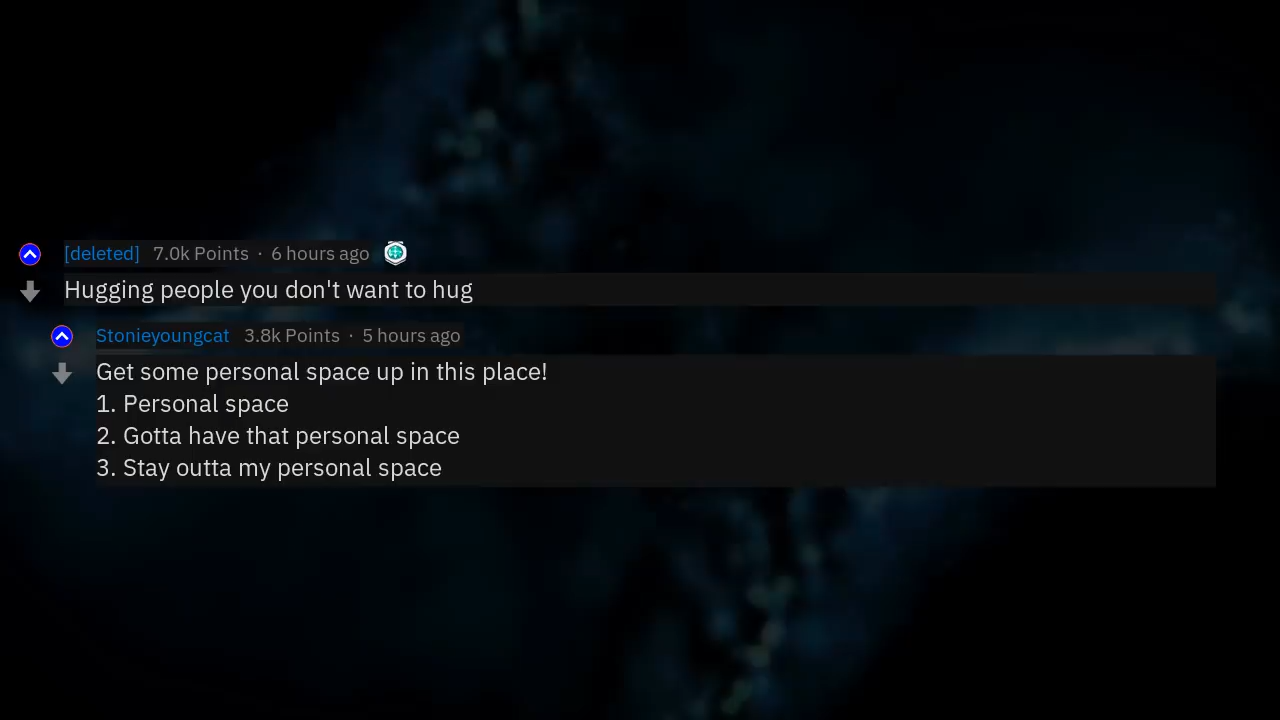 [deleted] 7.0k Points · 6 hours ago
Hugging people you don't want to hug
Stonieyoungcat 3.8k Points · 5 hours ago
Get some personal space up in this place!
1. Personal space
2. Gotta have that personal space
3. Stay outta my personal space